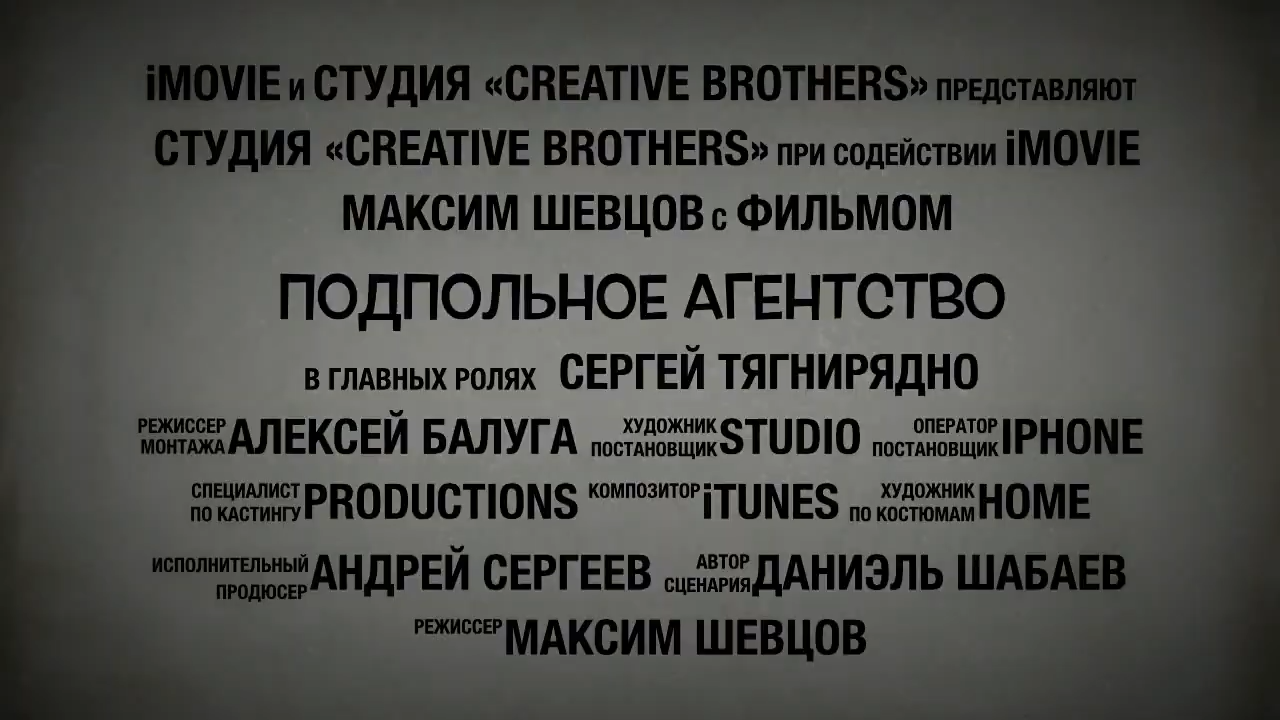 iMOVIE и СТУДИЯ «CREATIVE BROTHERS» ПРЕДСТАВЛЯЮТ
СТУДИЯ «CREATIVE BROTHERS» ПРИ СОДЕЙСТВИИ iMOVIE
МАКСИМ ШЕВЦОВ с ФИЛЬМОМ
ПОДПОЛЬНОЕ АГЕНТСТВО
В ГЛАВНЫХ РОЛЯХ СЕРГЕЙ ТЯГНИРЯДНО
РЕЖИССЕР МОНТАЖА АЛЕКСЕЙ БАЛУГА ХУДОЖНИК ПОСТАНОВЩИК STUDIO ОПЕРАТОР ПОСТАНОВЩИК IPHONE
СПЕЦИАЛИСТ ПО КАСТИНГУ PRODUCTIONS КОМПОЗИТОР iTUNES ХУДОЖНИК ПО КОСТЮМАМ HOME
ИСПОЛНИТЕЛЬНЫЙ ПРОДЮСЕР АНДРЕЙ СЕРГЕЕВ АВТОР СЦЕНАРИЯ ДАНИЭЛЬ ШАБАЕВ
РЕЖИССЕР МАКСИМ ШЕВЦОВ